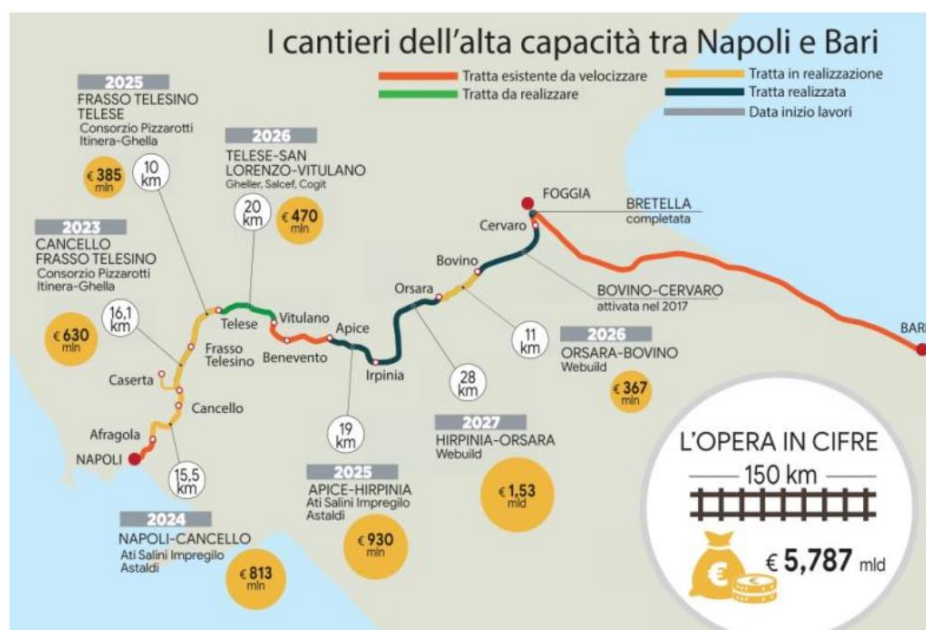 I cantieri dell'alta capacità tra Napoli e Bari
Tratta esistente da velocizzare
Tratta da realizzare
Tratta in realizzazione
Tratta realizzata
Data inizio lavori
2025
FRASSO TELESINO
TELESE
Consorzio Pizzarotti
Itinera-Ghella
€ 385
mln
10
km
2026
TELESE-SAN
LORENZO-VITULANO
Gheller, Salcef, Cogit
20
km
€ 470
mln
2023
CANCELLO
FRASSO TELESINO
Consorzio Pizzarotti
Itinera-Ghella
€ 630
mln
16,1
km
FOGGIA
BRETELLA
completata
Cervaro
Bovino
BOVINO-CERVARO
attivata nel 2017
Orsara
BARI
Telese
Vitulano
Apice
Benevento
Frasso
Telesino
Irpinia
Caserta
Cancello
Afragola
NAPOLI
15,5
km
19
km
28
km
11
km
2026
ORSARA-BOVINO
Webuild
€ 367
mln
2027
HIRPINIA-ORSARA
Webuild
€ 1,53
mld
2025
APICE-HIRPINIA
Ati Salini Impregilo
Astaldi
€ 930
mln
2024
NAPOLI-CANCELLO
Ati Salini Impregilo
Astaldi
€ 813
mln
L'OPERA IN CIFRE
150 km
€
€ 5,787 mld